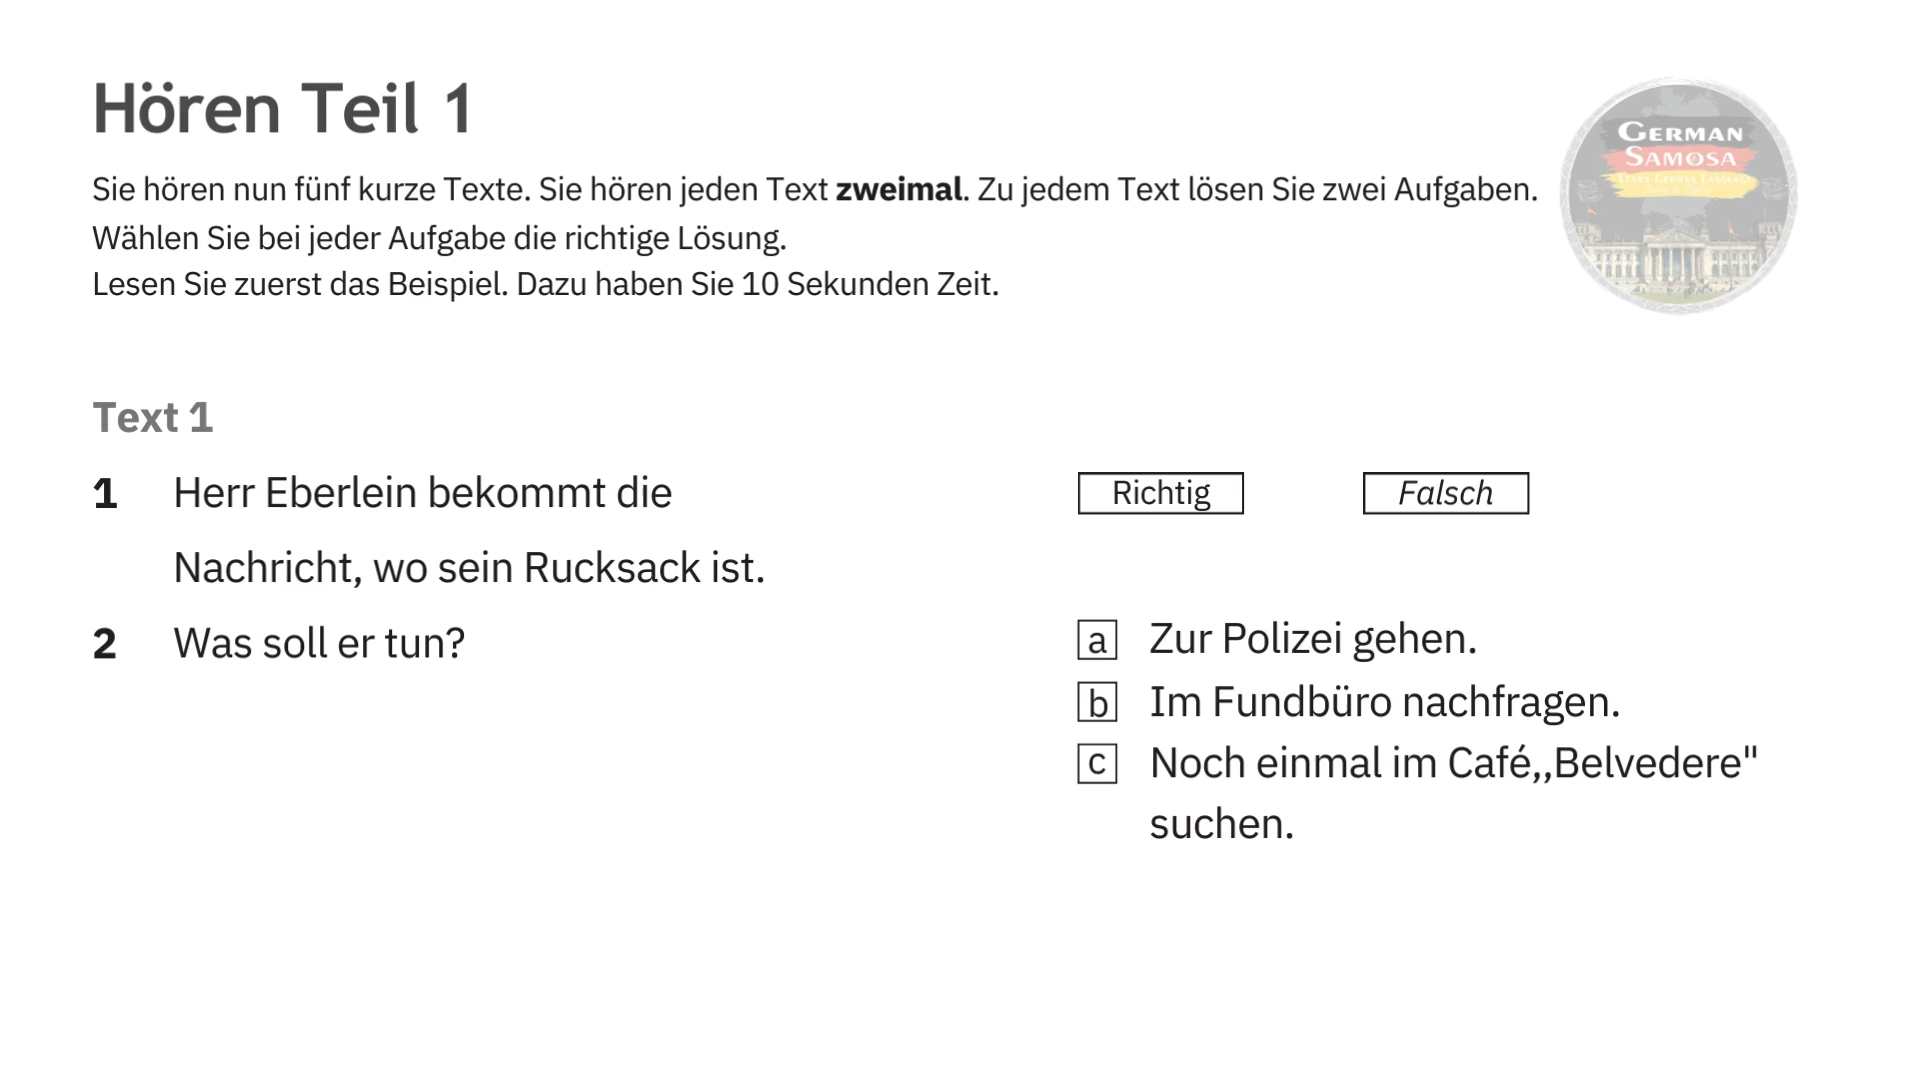 Hören Teil 1
GERMAN
SAMOSA
LEARN GERMAN LANGUAGE
Sie hören nun fünf kurze Texte. Sie hören jeden Text zweimal. Zu jedem Text lösen Sie zwei Aufgaben.
Wählen Sie bei jeder Aufgabe die richtige Lösung.
Lesen Sie zuerst das Beispiel. Dazu haben Sie 10 Sekunden Zeit.
Text 1
1 Herr Eberlein bekommt die
Nachricht, wo sein Rucksack ist.
Richtig Falsch
2 Was soll er tun?
a Zur Polizei gehen.
b Im Fundbüro nachfragen.
c Noch einmal im Café,,Belvedere"
suchen.